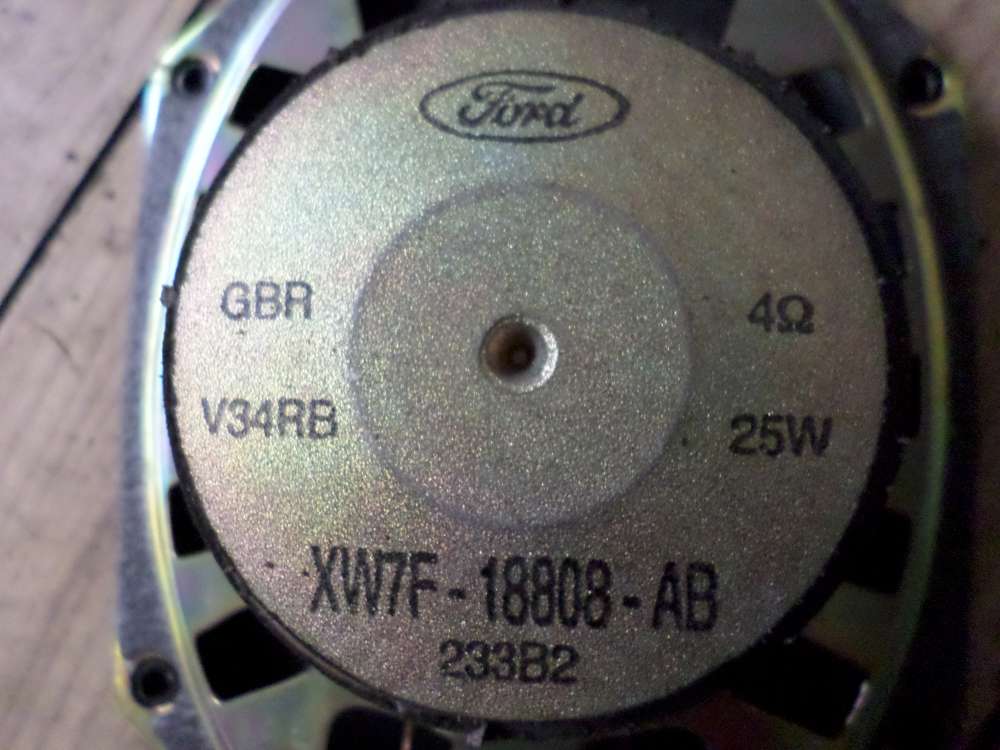 Ford
GBR 4Ω
V34RB 25W
XW7F-18808-AB
233B2